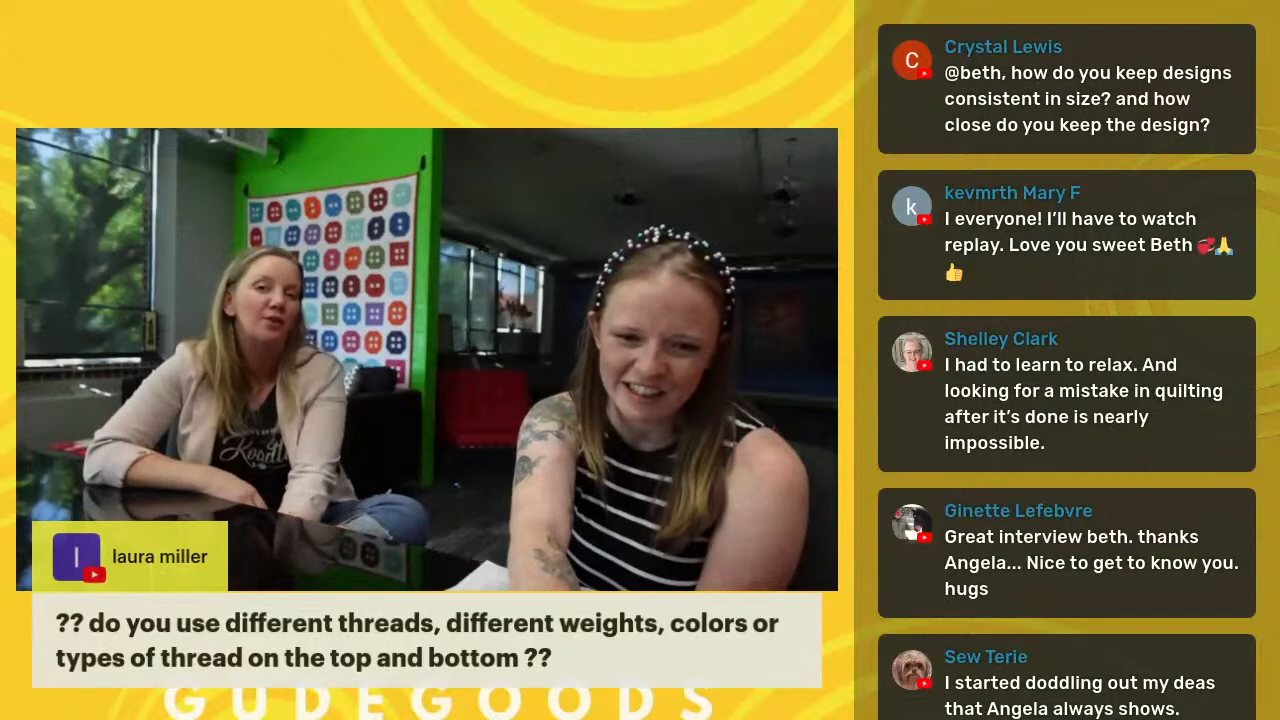 Crystal Lewis
C
@beth, how do you keep designs
consistent in size? and how
close do you keep the design?
kevmrth Mary F
k
I everyone! I’ll have to watch
replay. Love you sweet Beth 💞🙏
👍
Shelley Clark
I had to learn to relax. And
looking for a mistake in quilting
after it’s done is nearly
impossible.
Ginette Lefebvre
Great interview beth. thanks
Angela... Nice to get to know you.
hugs
Sew Terie
I started doddling out my deas
that Angela always shows.
l
laura miller
?? do you use different threads, different weights, colors or
types of thread on the top and bottom ??
GUDEGOODS